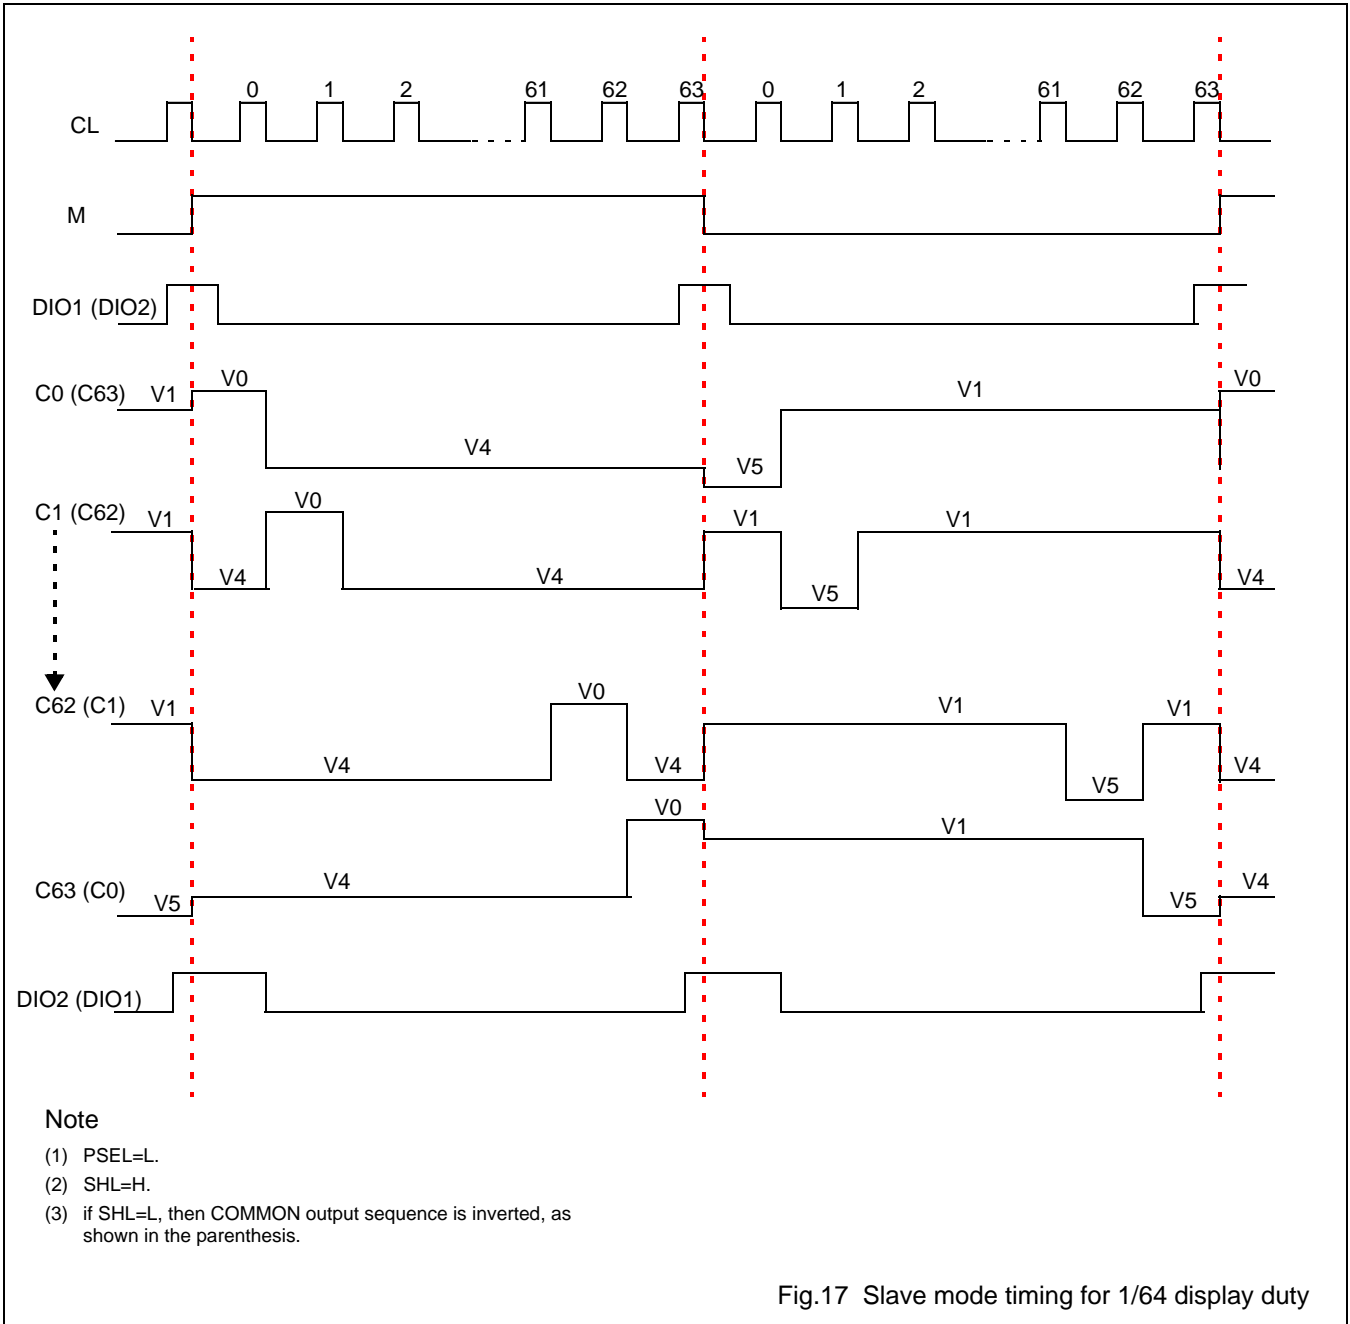 0 1 2 61 62 63 0 1 2 61 62 63
CL
M
DIO1 (DIO2)
V0 V1 V0
C0 (C63) V1
V4
V5
V0
C1 (C62) V1 V1 V1
V4 V4 V4
V5
V0
C62 (C1) V1 V1 V1
V4 V4 V4
V5
V0
V1
V4 V4
C63 (C0)
V5 V5
DIO2 (DIO1)
Note
(1) PSEL=L.
(2) SHL=H.
(3) if SHL=L, then COMMON output sequence is inverted, as
shown in the parenthesis.
Fig.17 Slave mode timing for 1/64 display duty